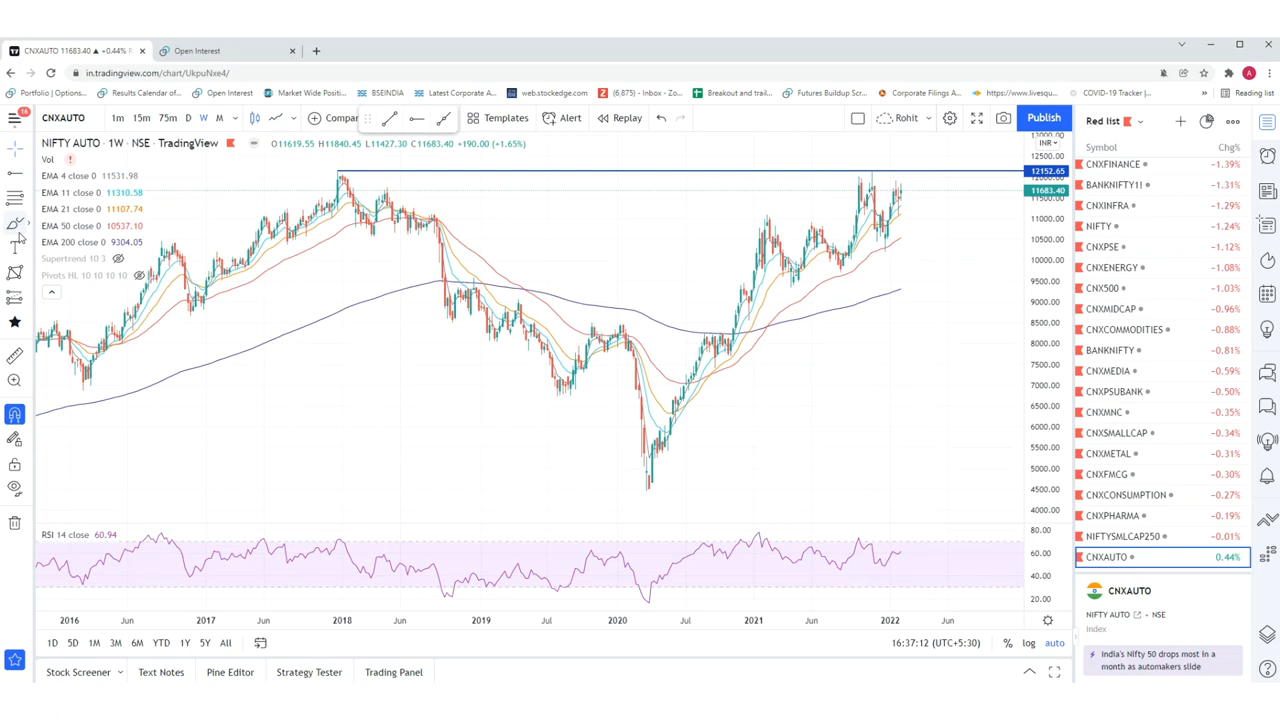 CNXAUTO 11683.40 ▲ +0.44% R
Open Interest
in.tradingview.com/chart/UkpuNxe4/
A
Portfolio | Options...
Results Calendar of...
Open Interest
Market Wide Positi...
BSEINDIA
Latest Corporate A...
web.stockedge.com
(6,875) - Inbox - Zo...
Breakout and trail...
Futures Buildup Scr...
Corporate Filings A...
https://www.livesqu...
COVID-19 Tracker |...
Reading list
16
CNXAUTO
1m 15m 75m D W M
Compar
Templates
Alert
Replay
Rohit
Publish
Red list
NIFTY AUTO · 1W · NSE · TradingView
O11619.55 H11840.45 L11427.30 C11683.40 +190.00 (+1.65%)
Vol
EMA 4 close 0 11531.98
EMA 11 close 0 11310.58
EMA 21 close 0 11107.74
EMA 50 close 0 10537.10
EMA 200 close 0 9304.05
Supertrend 10 3
Pivots HL 10 10 10 10
13000.00
INR
12500.00
12152.65
12000.00
11683.40
11500.00
11000.00
10500.00
10000.00
9500.00
9000.00
8500.00
8000.00
7500.00
7000.00
6500.00
6000.00
5500.00
5000.00
4500.00
4000.00
RSI 14 close 60.94
80.00
60.00
40.00
20.00
2016 Jun 2017 Jun 2018 Jun 2019 Jul 2020 Jul 2021 Jun 2022 Jun
1D 5D 1M 3M 6M YTD 1Y 5Y All
16:37:12 (UTC+5:30)
% log auto
Stock Screener
Text Notes
Pine Editor
Strategy Tester
Trading Panel
Symbol Chg%
CNXFINANCE −1.39%
BANKNIFTY1! −1.31%
CNXINFRA −1.29%
NIFTY −1.24%
CNXPSE −1.12%
CNXENERGY −1.08%
CNX500 −1.03%
CNXMIDCAP −0.96%
CNXCOMMODITIES −0.88%
BANKNIFTY −0.81%
CNXMEDIA −0.59%
CNXPSUBANK −0.50%
CNXMNC −0.35%
CNXSMALLCAP −0.34%
CNXMETAL −0.31%
CNXFMCG −0.30%
CNXCONSUMPTION −0.27%
CNXPHARMA −0.19%
NIFTYSMLCAP250 −0.01%
CNXAUTO 0.44%
CNXAUTO
NIFTY AUTO · NSE
Index
India's Nifty 50 drops most in a
month as automakers slide